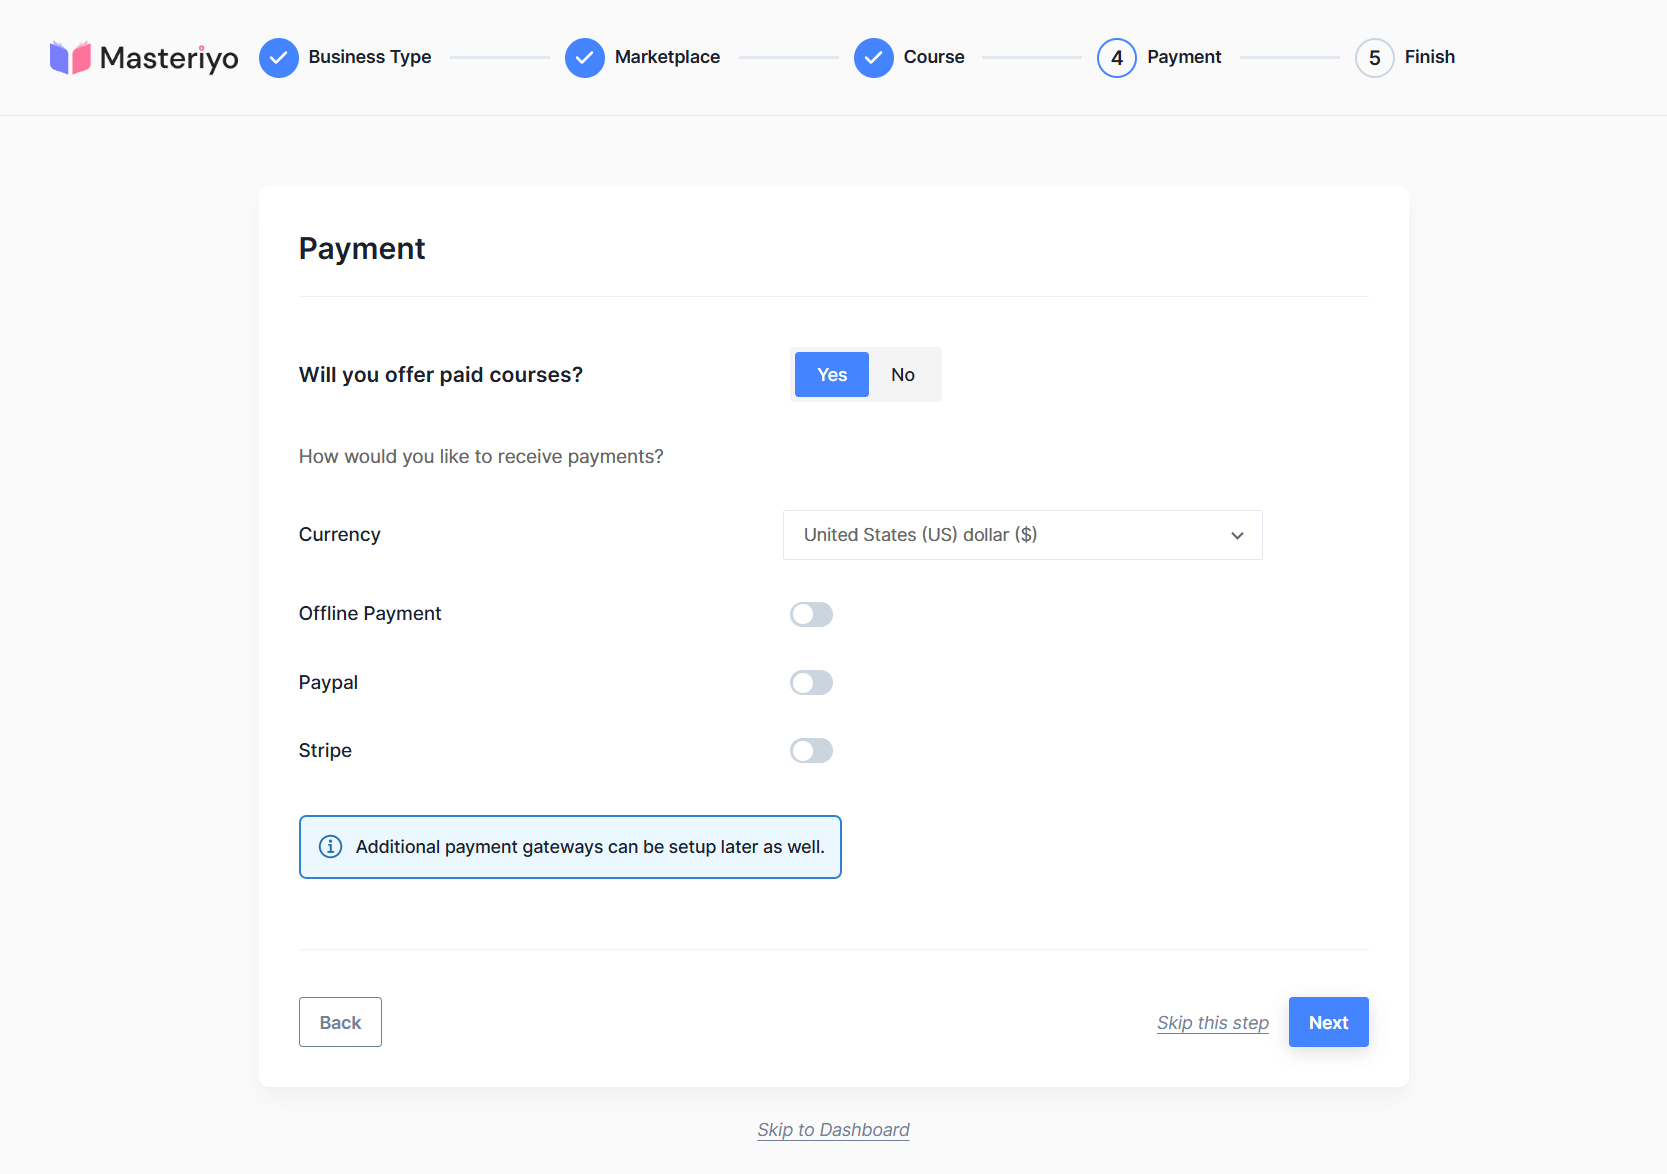 Masteriyo
Business Type
Marketplace
Course
4 Payment
5 Finish
Payment
Will you offer paid courses? Yes No
How would you like to receive payments?
Currency United States (US) dollar ($)
Offline Payment
Paypal
Stripe
Additional payment gateways can be setup later as well.
Back Skip this step Next
Skip to Dashboard